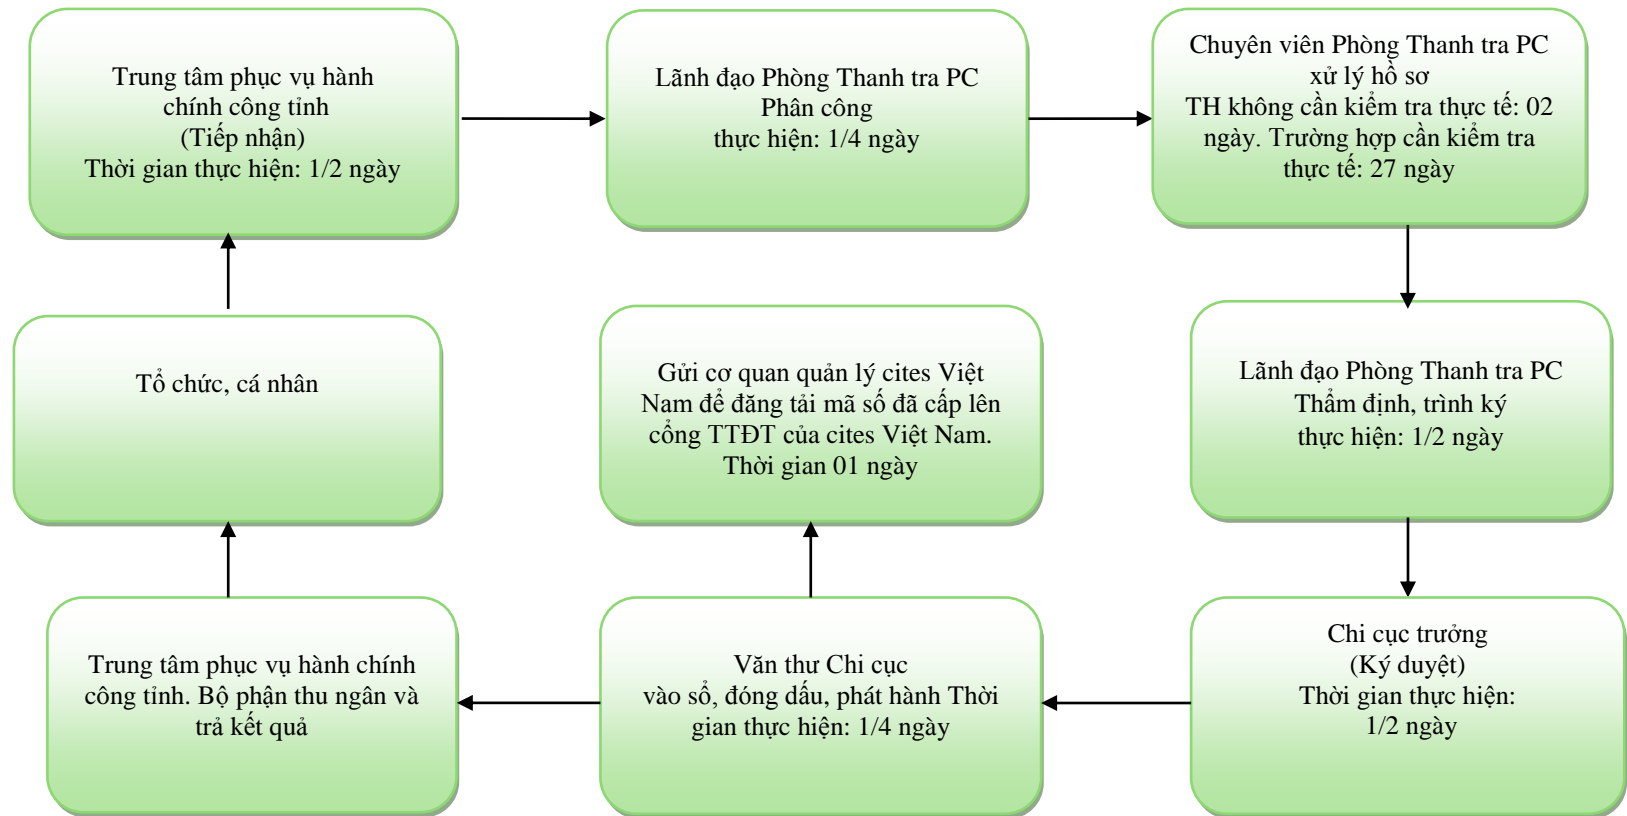 Trung tâm phục vụ hành
chính công tỉnh
(Tiếp nhận)
Thời gian thực hiện: 1/2 ngày
Lãnh đạo Phòng Thanh tra PC
Phân công
thực hiện: 1/4 ngày
Chuyên viên Phòng Thanh tra PC
xử lý hồ sơ
TH không cần kiểm tra thực tế: 02
ngày. Trường hợp cần kiểm tra
thực tế: 27 ngày
Tổ chức, cá nhân
Gửi cơ quan quản lý cites Việt
Nam để đăng tải mã số đã cấp lên
cổng TTĐT của cites Việt Nam.
Thời gian 01 ngày
Lãnh đạo Phòng Thanh tra PC
Thẩm định, trình ký
thực hiện: 1/2 ngày
Trung tâm phục vụ hành chính
công tỉnh. Bộ phận thu ngân và
trả kết quả
Văn thư Chi cục
vào sổ, đóng dấu, phát hành Thời
gian thực hiện: 1/4 ngày
Chi cục trưởng
(Ký duyệt)
Thời gian thực hiện:
1/2 ngày